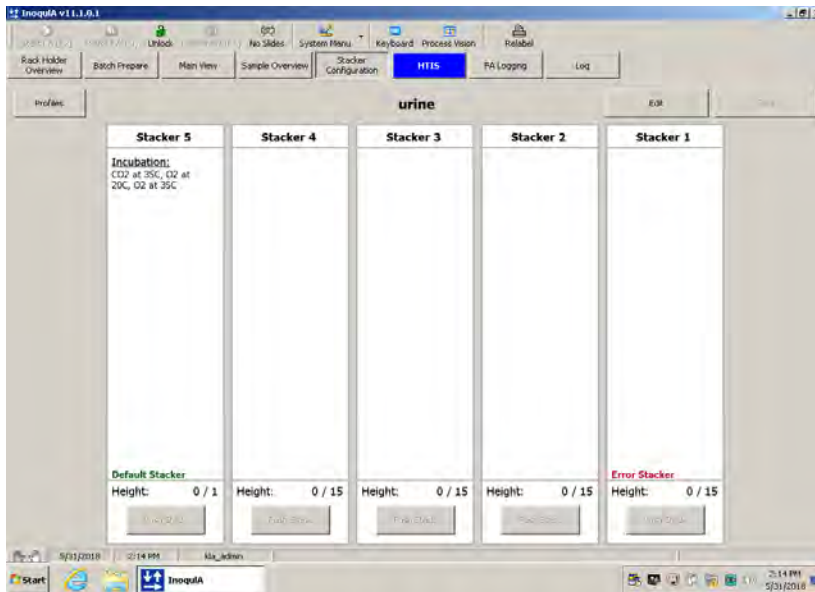 InoqulA v11.1.0.1
Unlock
No Slides
System Menu
Keyboard
Process Vision
Relabel
Rack Holder
Overview
Batch Prepare
Main View
Sample Overview
Stacker
Configuration
HTIS
PA Logging
Log
Profiles
urine
Edit
Stacker 5
Stacker 4
Stacker 3
Stacker 2
Stacker 1
Incubation:
CO2 at 35C, O2 at
20C, O2 at 35C
Default Stacker
Error Stacker
Height: 0 / 1
Height: 0 / 15
Height: 0 / 15
Height: 0 / 15
Height: 0 / 15
5/31/2018
2:14 PM
kla_admin
Start
InoqulA
2:14 PM
5/31/2018